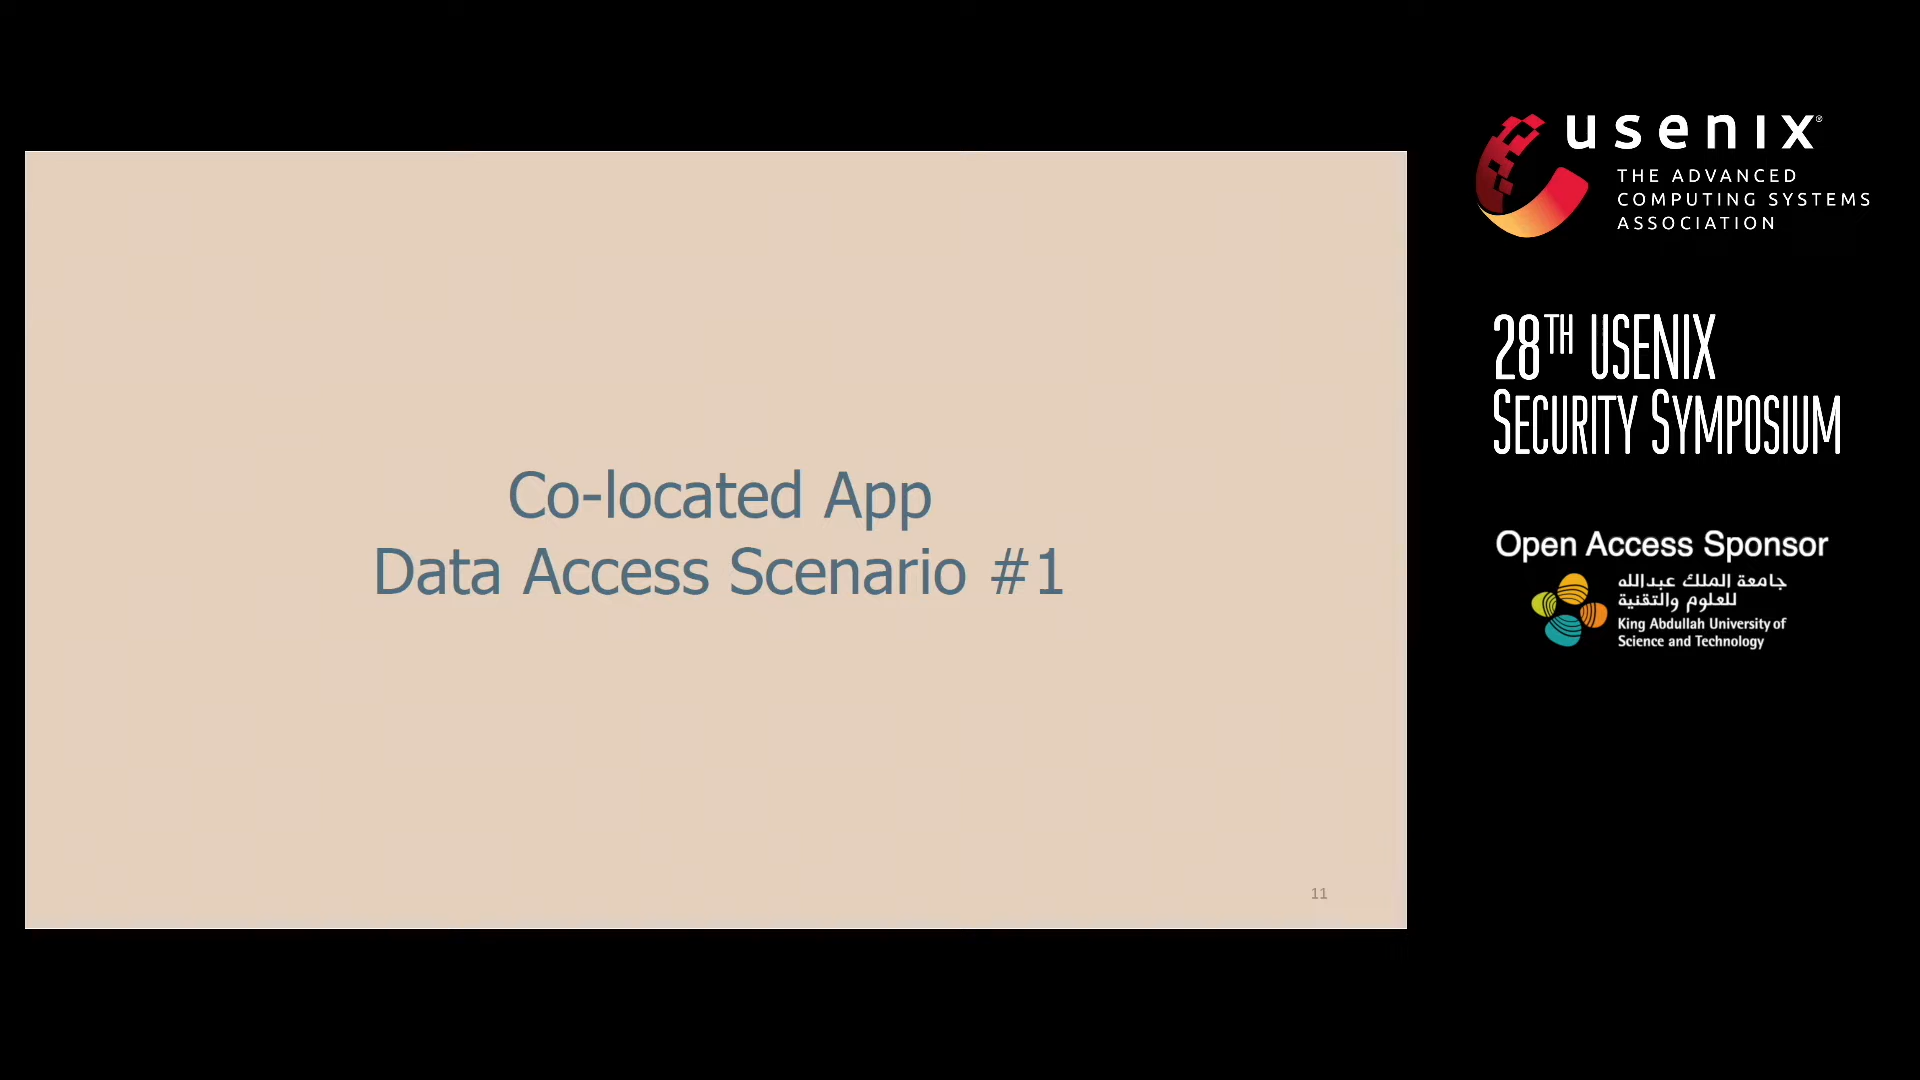 Co-located App
Data Access Scenario #1
11
usenix®
THE ADVANCED
COMPUTING SYSTEMS
ASSOCIATION
28TH USENIX
SECURITY SYMPOSIUM
Open Access Sponsor
جامعة الملك عبدالله
للعلوم والتقنية
King Abdullah University of
Science and Technology